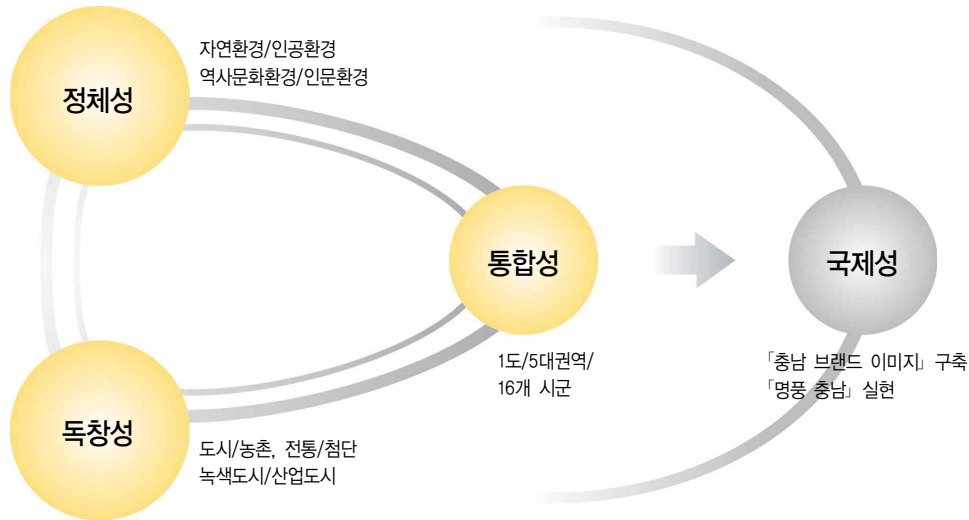 정체성
자연환경/인공환경
역사문화환경/인문환경
통합성
1도/5대권역/
16개 시군
독창성
도시/농촌, 전통/첨단
녹색도시/산업도시
국제성
「충남 브랜드 이미지」 구축
「명품 충남」 실현